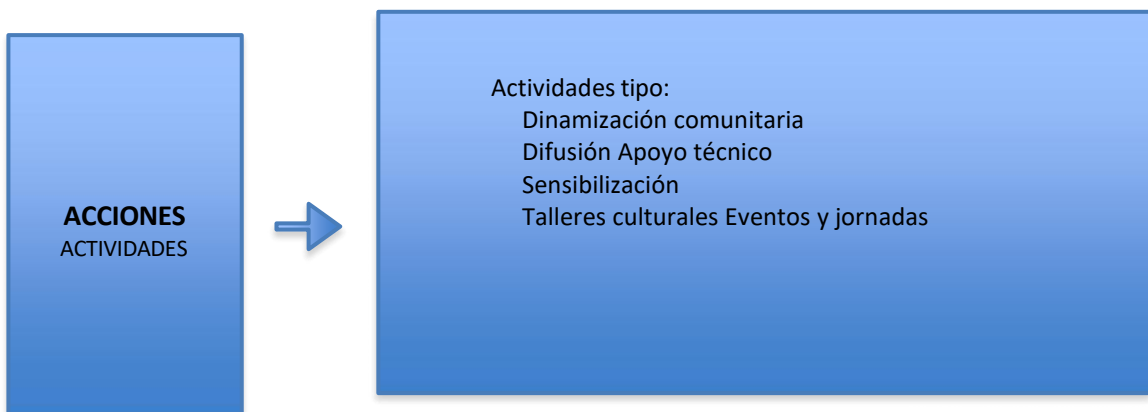 ACCIONES
ACTIVIDADES
Actividades tipo:
Dinamización comunitaria
Difusión Apoyo técnico
Sensibilización
Talleres culturales Eventos y jornadas